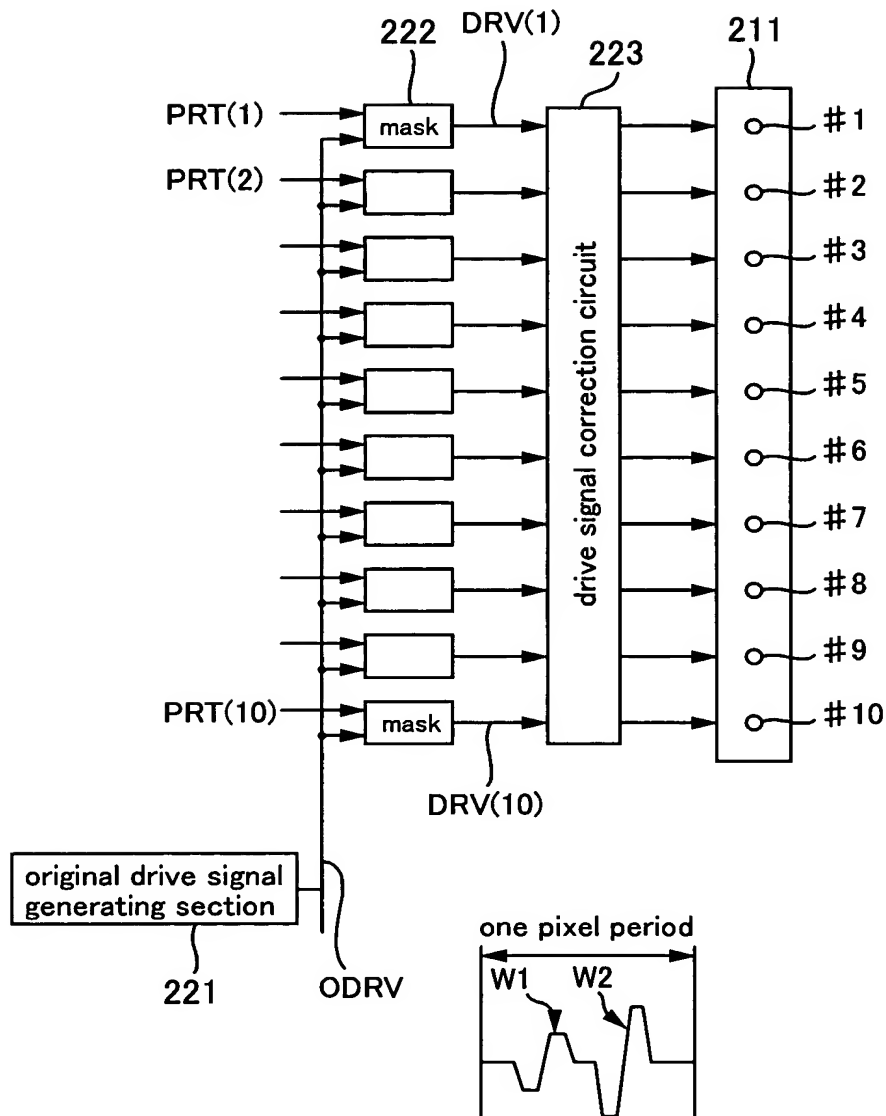 222
DRV(1)
223
211
PRT(1)
mask
#1
PRT(2)
#2
#3
#4
drive signal correction circuit
#5
#6
#7
#8
#9
PRT(10)
mask
#10
DRV(10)
original drive signal
generating section
221
ODRV
one pixel period
W1
W2